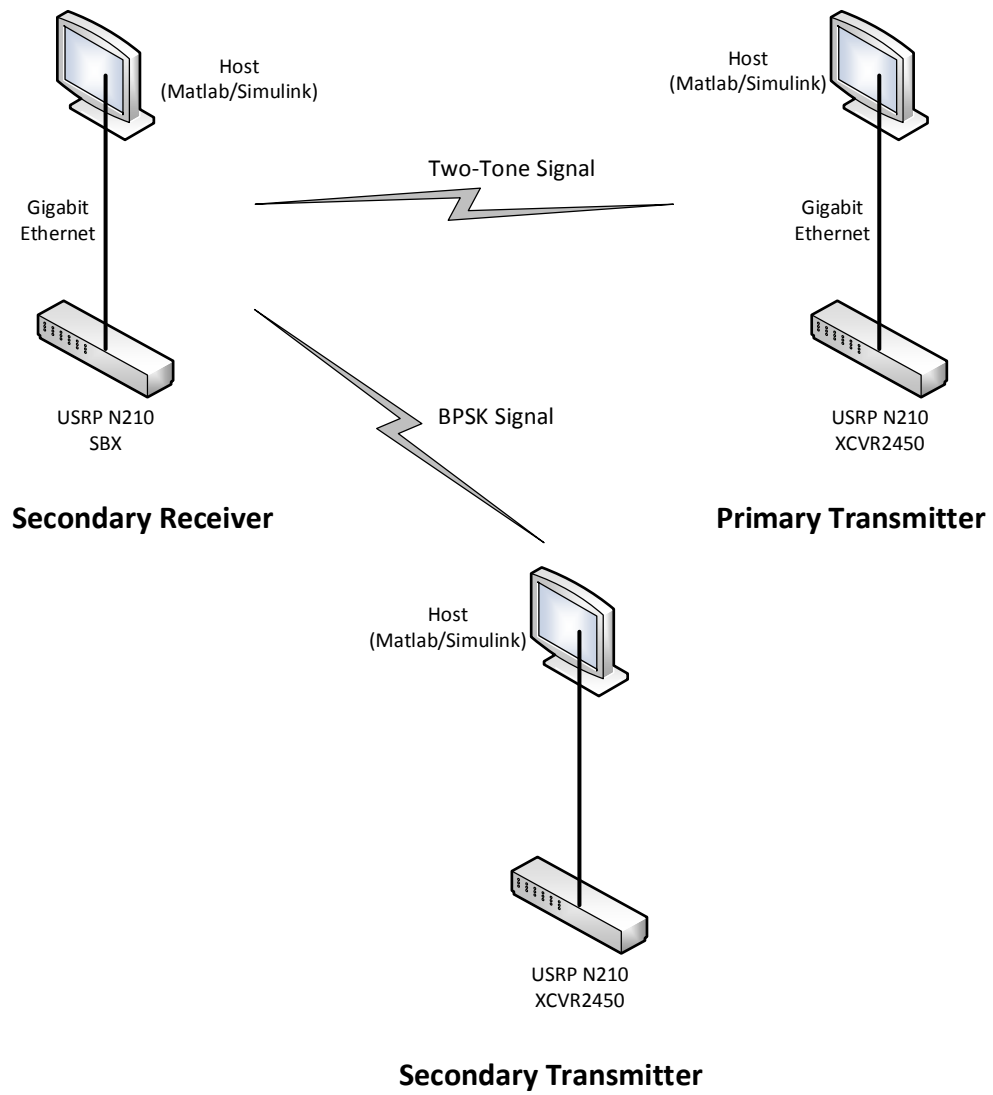 Host
(Matlab/Simulink)
Host
(Matlab/Simulink)
Two-Tone Signal
Gigabit
Ethernet
Gigabit
Ethernet
USRP N210
SBX
BPSK Signal
USRP N210
XCVR2450
Secondary Receiver
Primary Transmitter
Host
(Matlab/Simulink)
USRP N210
XCVR2450
Secondary Transmitter